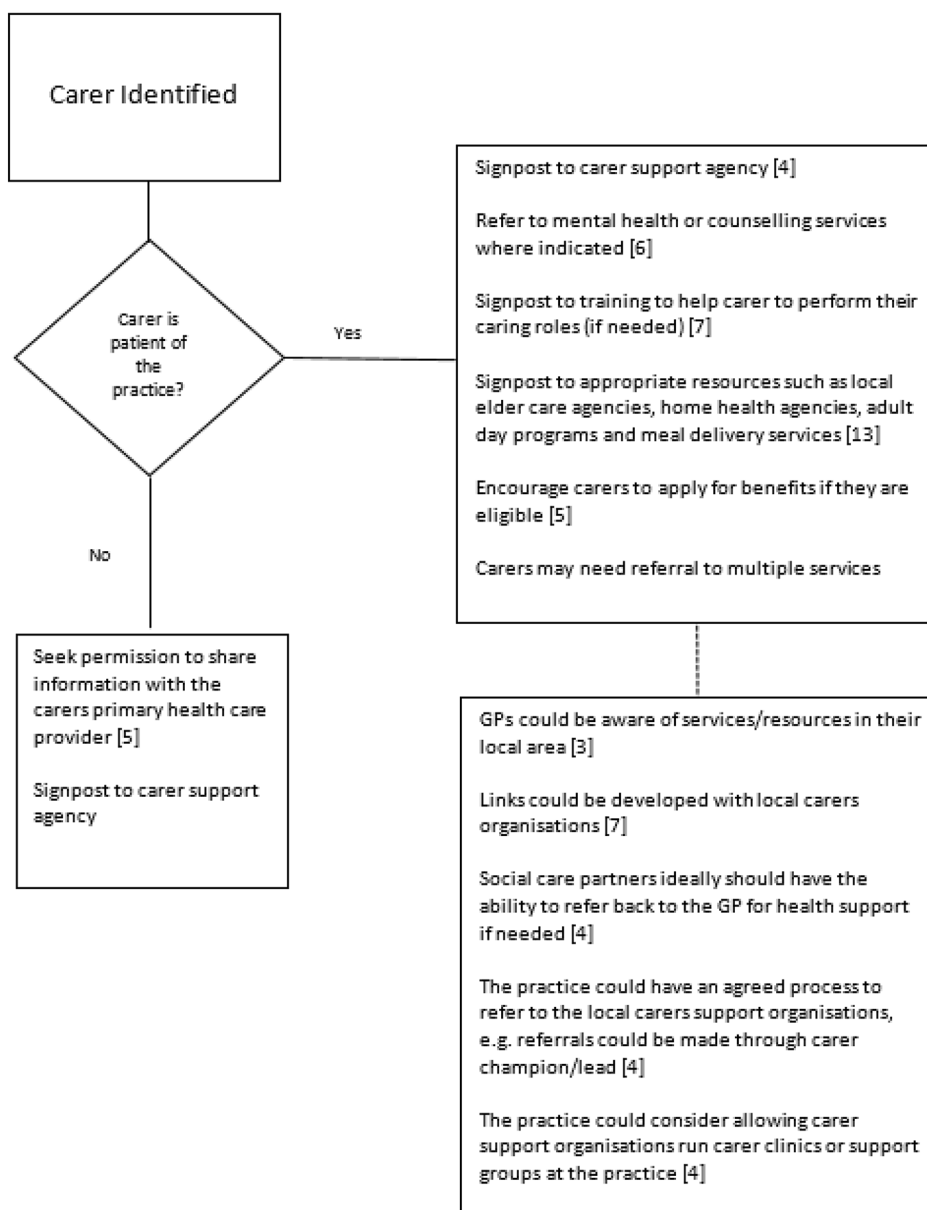 Carer Identified
Carer is
patient of
the
practice?
Yes
No
Signpost to carer support agency [4]
Refer to mental health or counselling services
where indicated [6]
Signpost to training to help carer to perform their
caring roles (if needed) [7]
Signpost to appropriate resources such as local
elder care agencies, home health agencies, adult
day programs and meal delivery services [13]
Encourage carers to apply for benefits if they are
eligible [5]
Carers may need referral to multiple services
Seek permission to share
information with the
carers primary health care
provider [5]
Signpost to carer support
agency
GPs could be aware of services/resources in their
local area [3]
Links could be developed with local carers
organisations [7]
Social care partners ideally should have the
ability to refer back to the GP for health support
if needed [4]
The practice could have an agreed process to
refer to the local carers support organisations,
e.g. referrals could be made through carer
champion/lead [4]
The practice could consider allowing carer
support organisations run carer clinics or support
groups at the practice [4]